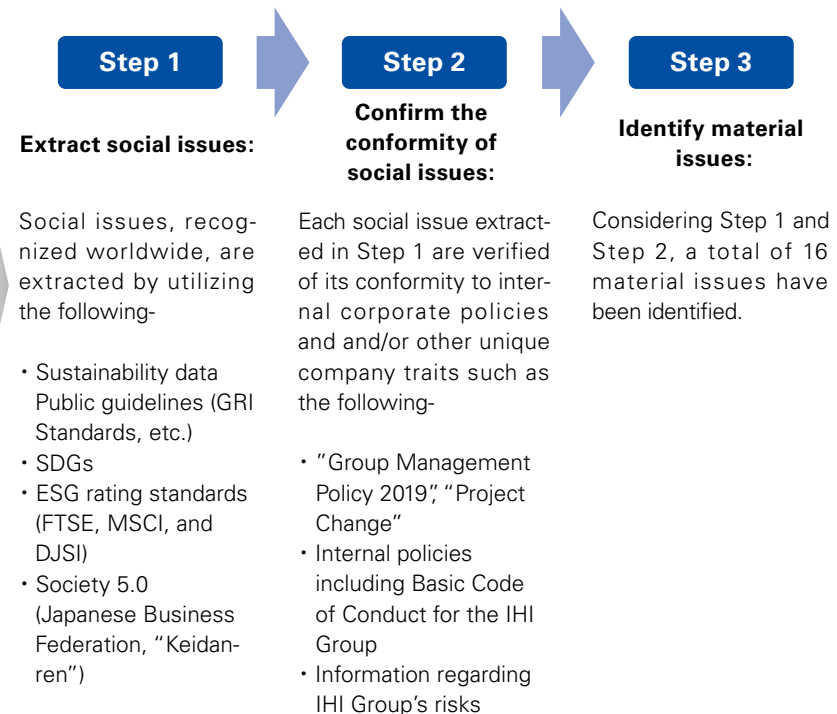 Step 1
Extract social issues:
Social issues, recog-
nized worldwide, are
extracted by utilizing
the following-
・Sustainability data
Public guidelines (GRI
Standards, etc.)
・SDGs
・ESG rating standards
(FTSE, MSCI, and
DJSI)
・Society 5.0
(Japanese Business
Federation, “Keidan-
ren”)
Step 2
Confirm the
conformity of
social issues:
Each social issue extract-
ed in Step 1 are verified
of its conformity to inter-
nal corporate policies
and and/or other unique
company traits such as
the following-
・”Group Management
Policy 2019”, “Project
Change”
・Internal policies
including Basic Code
of Conduct for the IHI
Group
・Information regarding
IHI Group’s risks
Step 3
Identify material
issues:
Considering Step 1 and
Step 2, a total of 16
material issues have
been identified.